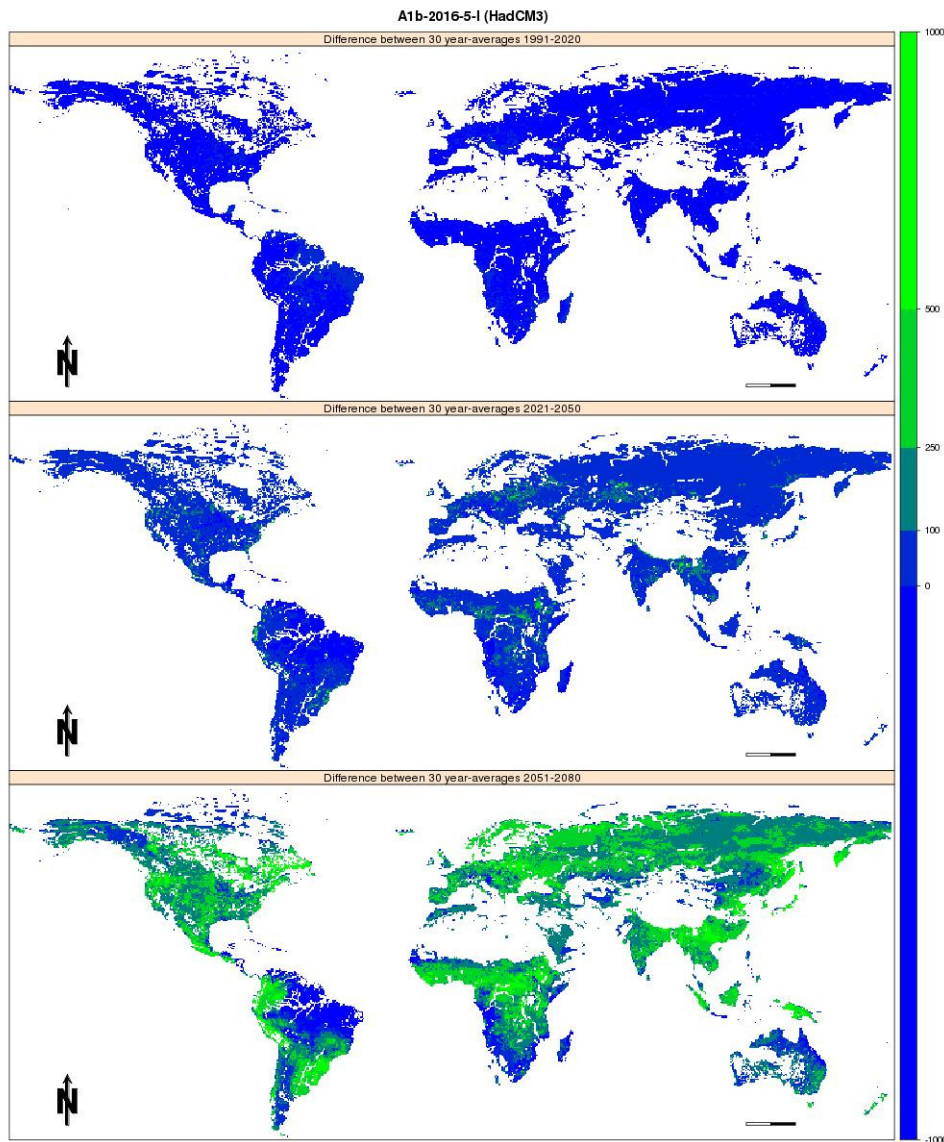 A1b-2016-5-I (HadCM3)
Difference between 30 year-averages 1991-2020
N
Difference between 30 year-averages 2021-2050
N
Difference between 30 year-averages 2051-2080
N
1000
500
250
100
0
-1000